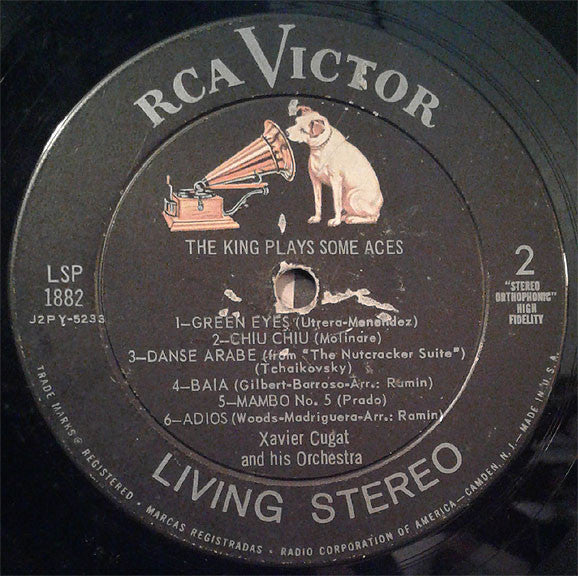 RCA VICTOR
THE KING PLAYS SOME ACES
LSP
1882
J2PY-5233
2
"STEREO
ORTHOPHONIC"
HIGH
FIDELITY
1—GREEN EYES (Utrera-Menendez)
2—CHIU CHIU (Molinare)
3—DANSE ARABE (from "The Nutcracker Suite")
(Tchaikovsky)
4—BAIA (Gilbert-Barroso-Arr.: Ramin)
5—MAMBO No. 5 (Prado)
6—ADIOS (Woods-Madriguera-Arr.: Ramin)
Xavier Cugat
and his Orchestra
LIVING STEREO
TRADE MARKS ® REGISTERED • MARCAS REGISTRADAS • RADIO CORPORATION OF AMERICA—CAMDEN, N. J.—MADE IN U.S.A.